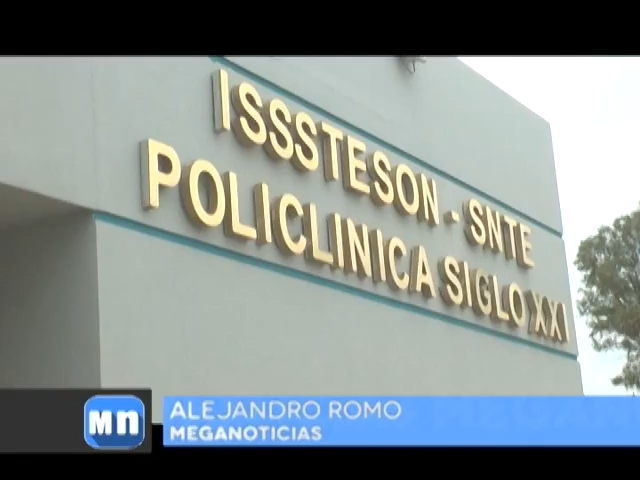 ISSSTESON - SNTE
POLICLINICA SIGLO XXI
mn
ALEJANDRO ROMO
MEGANOTICIAS